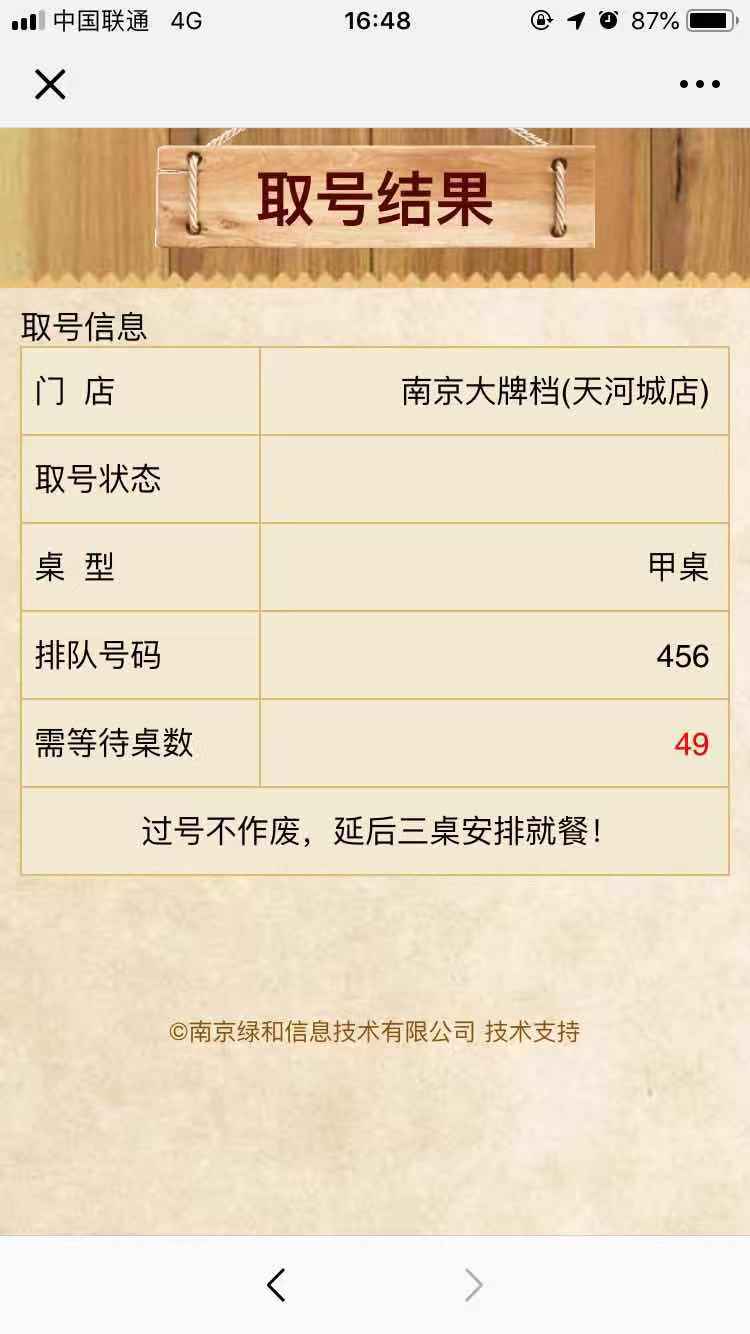 中国联通 4G 16:48 87%
取号结果
取号信息
门 店 南京大牌档(天河城店)
取号状态
桌 型 甲桌
排队号码 456
需等待桌数 49
过号不作废，延后三桌安排就餐！
©南京绿和信息技术有限公司 技术支持